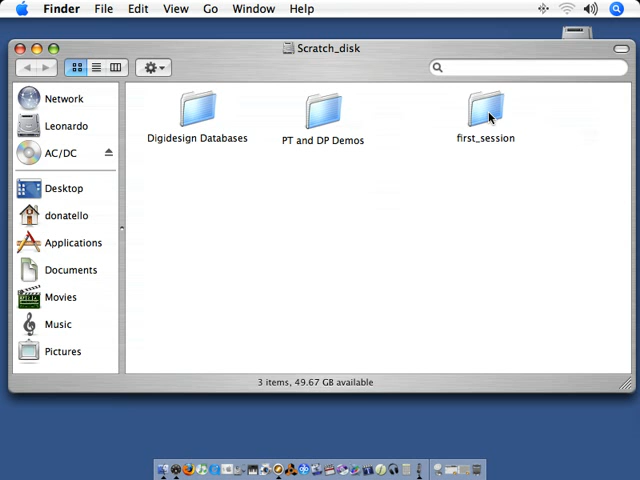 Finder File Edit View Go Window Help
Scratch_disk
Network
Leonardo
AC/DC
Desktop
donatello
Applications
Documents
Movies
Music
Pictures
Digidesign Databases
PT and DP Demos
first_session
3 items, 49.67 GB available